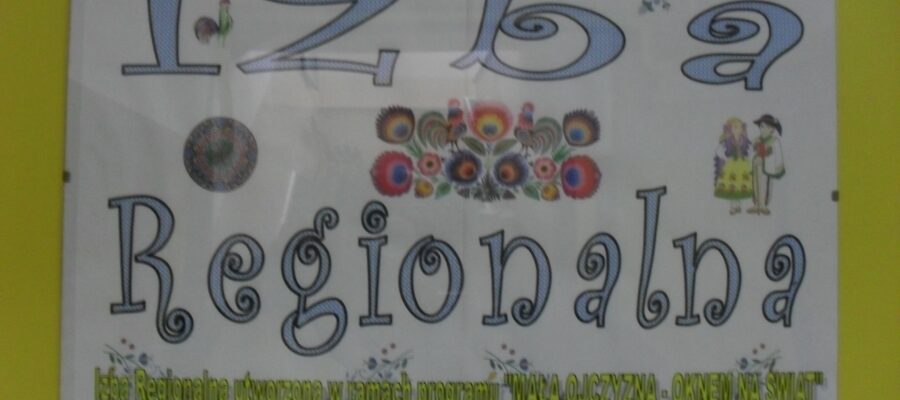 Izba
Regionalna
Izba Regionalna utworzona w ramach programu "MAŁA OJCZYZNA - OKNEM NA ŚWIAT"